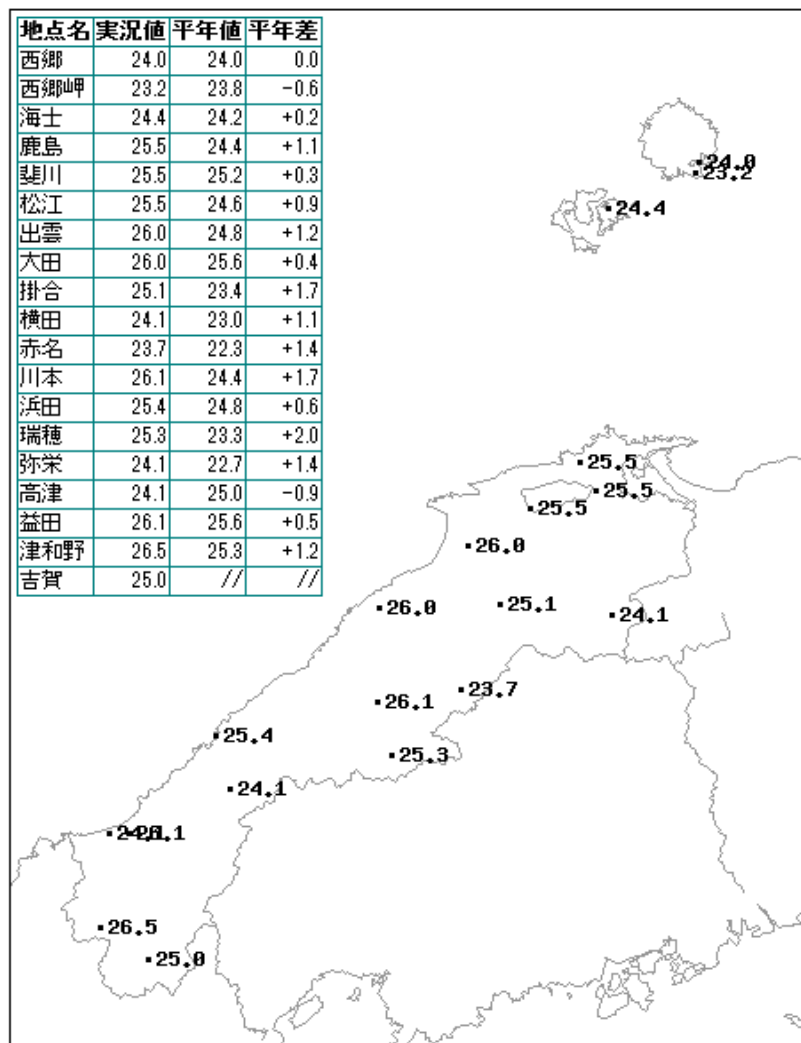 地点名 実況値 平年値 平年差
西郷 24.0 24.0 0.0
西郷岬 23.2 23.8 -0.6
海士 24.4 24.2 +0.2
鹿島 25.5 24.4 +1.1
斐川 25.5 25.2 +0.3
松江 25.5 24.6 +0.9
出雲 26.0 24.8 +1.2
大田 26.0 25.6 +0.4
掛合 25.1 23.4 +1.7
横田 24.1 23.0 +1.1
赤名 23.7 22.3 +1.4
川本 26.1 24.4 +1.7
浜田 25.4 24.8 +0.6
瑞穂 25.3 23.3 +2.0
弥栄 24.1 22.7 +1.4
高津 24.1 25.0 -0.9
益田 26.1 25.6 +0.5
津和野 26.5 25.3 +1.2
吉賀 25.0 // //
24.0
23.2
24.4
25.5
25.5
25.5
26.0
26.0
25.1
24.1
23.7
26.1
25.4
25.3
24.1
24.1
26.1
26.5
25.0